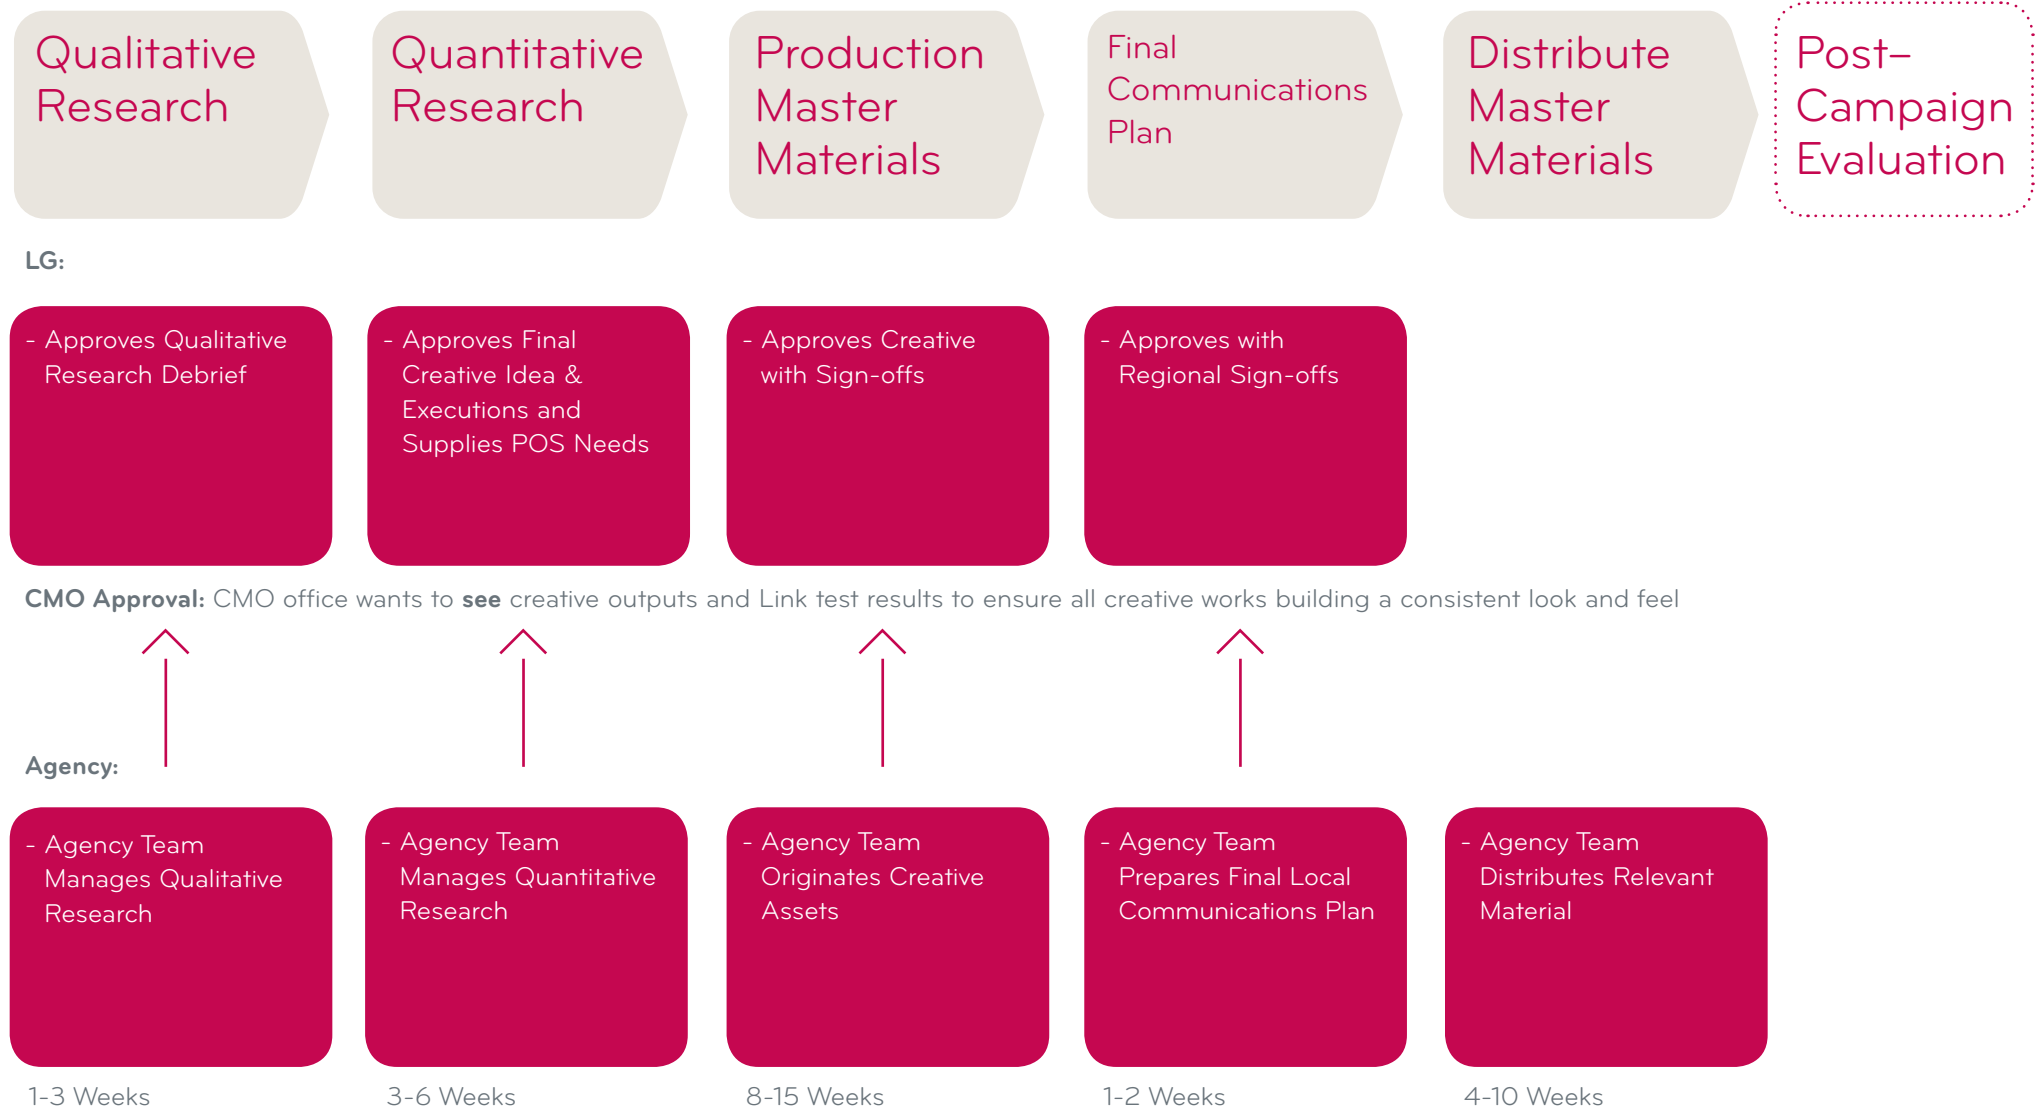 Qualitative
Research
Quantitative
Research
Production
Master
Materials
Final
Communications
Plan
Distribute
Master
Materials
Post–
Campaign
Evaluation
LG:
- Approves Qualitative
Research Debrief
- Approves Final
Creative Idea &
Executions and
Supplies POS Needs
- Approves Creative
with Sign-offs
- Approves with
Regional Sign-offs
CMO Approval: CMO office wants to see creative outputs and Link test results to ensure all creative works building a consistent look and feel
Agency:
- Agency Team
Manages Qualitative
Research
- Agency Team
Manages Quantitative
Research
- Agency Team
Originates Creative
Assets
- Agency Team
Prepares Final Local
Communications Plan
- Agency Team
Distributes Relevant
Material
1-3 Weeks
3-6 Weeks
8-15 Weeks
1-2 Weeks
4-10 Weeks